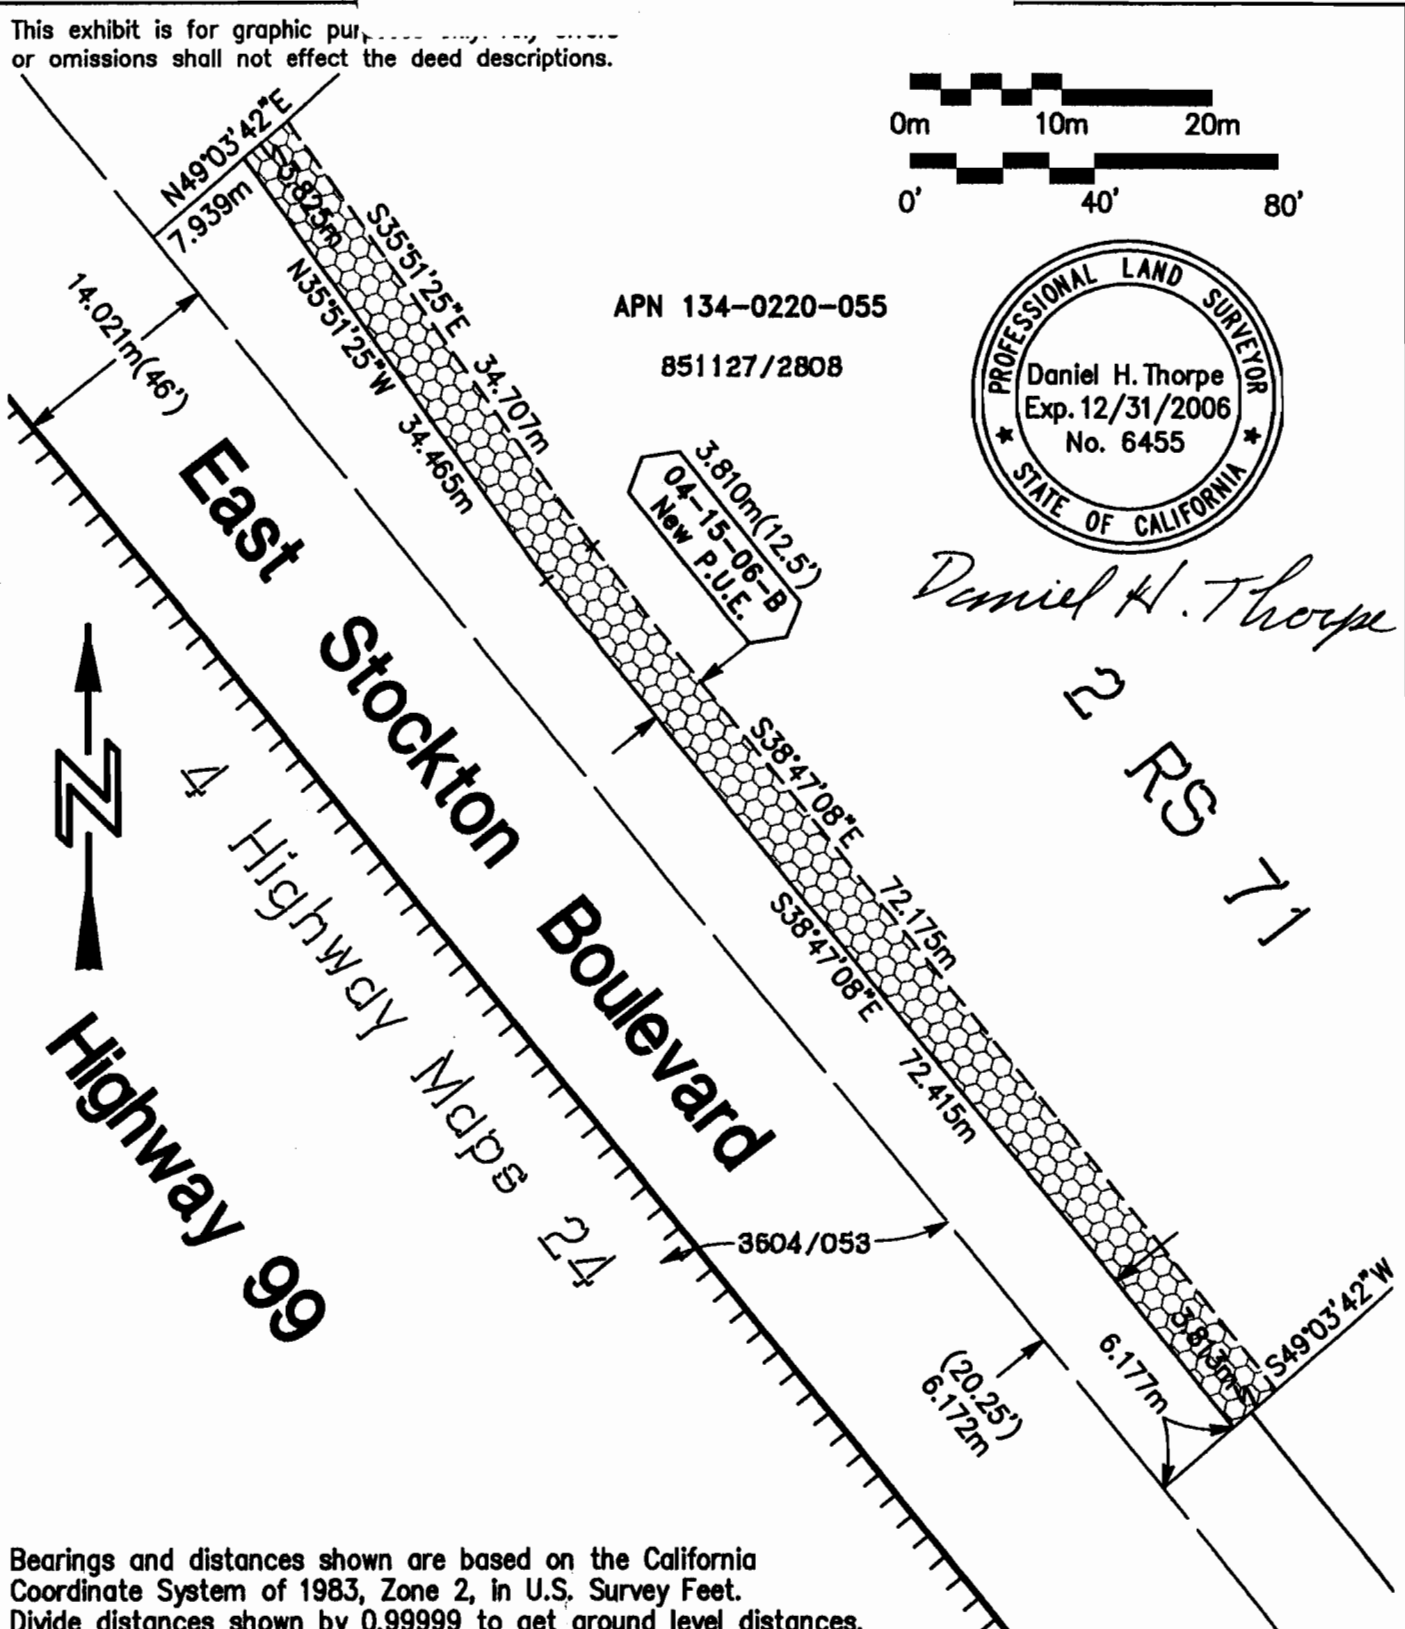 This exhibit is for graphic
or omissions shall not effect the deed descriptions.
0m 10m 20m
0' 40' 80'
N49°03'42"E
7.939m
3.825m
S35°51'25"E 34.707m
N35°51'25"W 34.465m
14.021m(46')
APN 134-0220-055
851127/2808
PROFESSIONAL LAND SURVEYOR
Daniel H. Thorpe
Exp. 12/31/2006
No. 6455
★ STATE OF CALIFORNIA ★
Daniel H. Thorpe
3.810m(12.5')
04-15-06-B
New P.U.E.
East Stockton Boulevard
2 RS 71
N
4 Highway Maps 24
Highway 99
S38°47'08"E 72.175m
S38°47'08"E 72.415m
3604/053
(20.25')
6.172m
6.177m
3.813m
S49°03'42"W
Bearings and distances shown are based on the California
Coordinate System of 1983, Zone 2, in U.S. Survey Feet.
Divide distances shown by 0.99999 to get ground level distances.